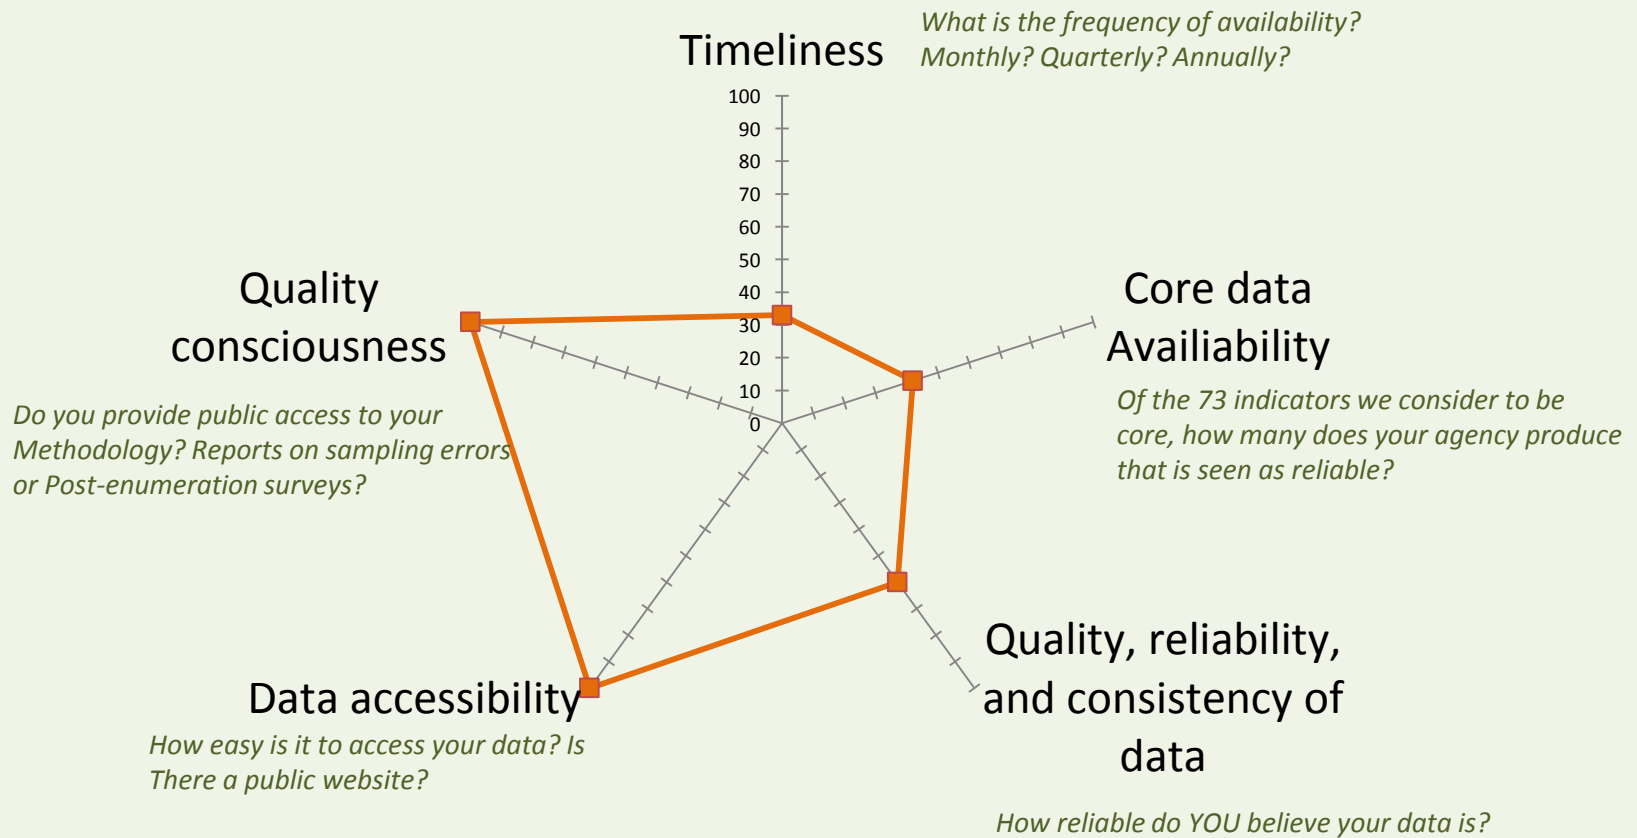 Timeliness
What is the frequency of availability?
Monthly? Quarterly? Annually?
100
90
80
70
60
50
40
30
20
10
0
Core data
Availiability
Of the 73 indicators we consider to be
core, how many does your agency produce
that is seen as reliable?
Quality, reliability,
and consistency of
data
How reliable do YOU believe your data is?
Data accessibility
How easy is it to access your data? Is
There a public website?
Quality
consciousness
Do you provide public access to your
Methodology? Reports on sampling errors
or Post-enumeration surveys?